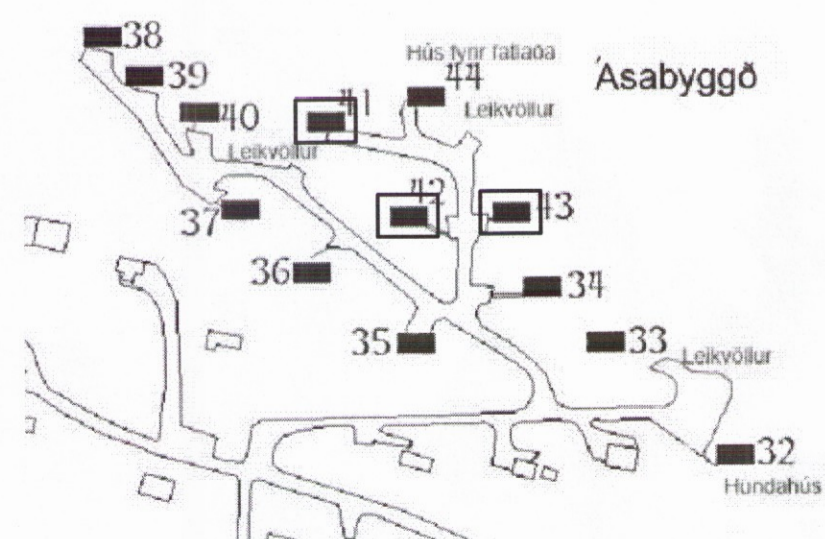 38
Hús fyrir fatlaða
39
44
Ásabyggð
40
41
Leikvöllur
Leikvöllur
42
43
37
36
34
35
33
Leikvöllur
32
Hundahús